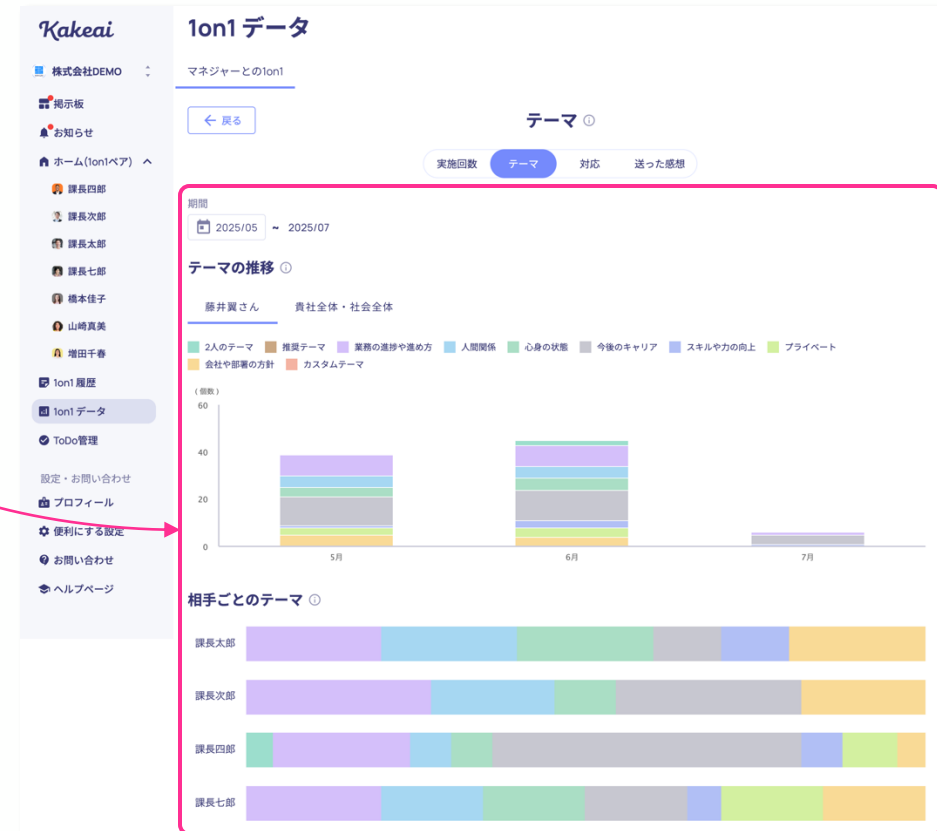 Kakeai
株式会社DEMO
掲示板
お知らせ
ホーム(1on1ペア)
課長四郎
課長次郎
課長太郎
課長七郎
橋本佳子
山崎真美
増田千春
1on1 履歴
1on1 データ
ToDo管理
設定・お問い合わせ
プロフィール
便利にする設定
お問い合わせ
ヘルプページ
1on1 データ
マネジャーとの1on1
← 戻る
テーマ
実施回数 テーマ 対応 送った感想
期間
2025/05 ~ 2025/07
テーマの推移
藤井翼さん 貴社全体・社会全体
2人のテーマ 推奨テーマ 業務の進捗や進め方 人間関係 心身の状態 今後のキャリア スキルや力の向上 プライベート
会社や部署の方針 カスタムテーマ
(個数)
60
40
20
0
5月 6月 7月
相手ごとのテーマ
課長太郎
課長次郎
課長四郎
課長七郎